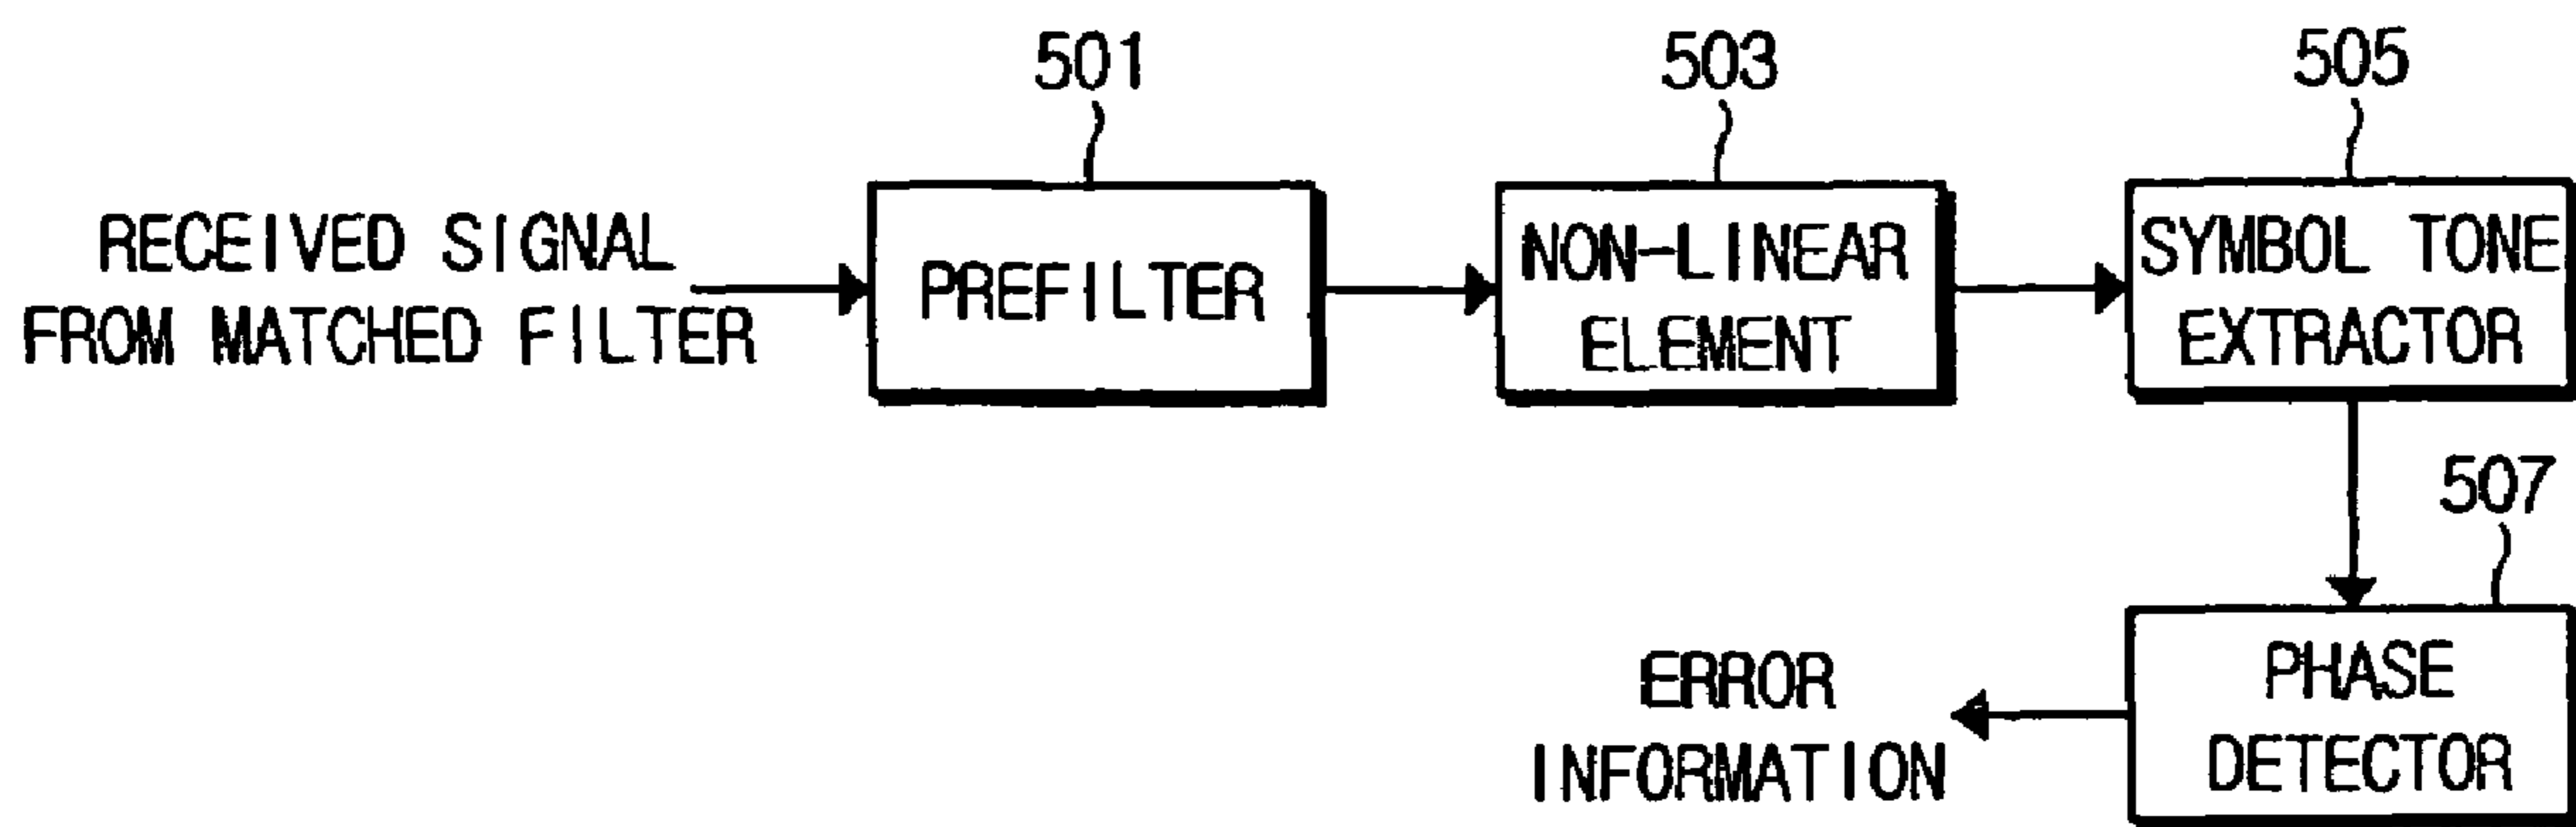 501
503
505
RECEIVED SIGNAL
FROM MATCHED FILTER
PREFILTER
NON-LINEAR
ELEMENT
SYMBOL TONE
EXTRACTOR
507
PHASE
DETECTOR
ERROR
INFORMATION